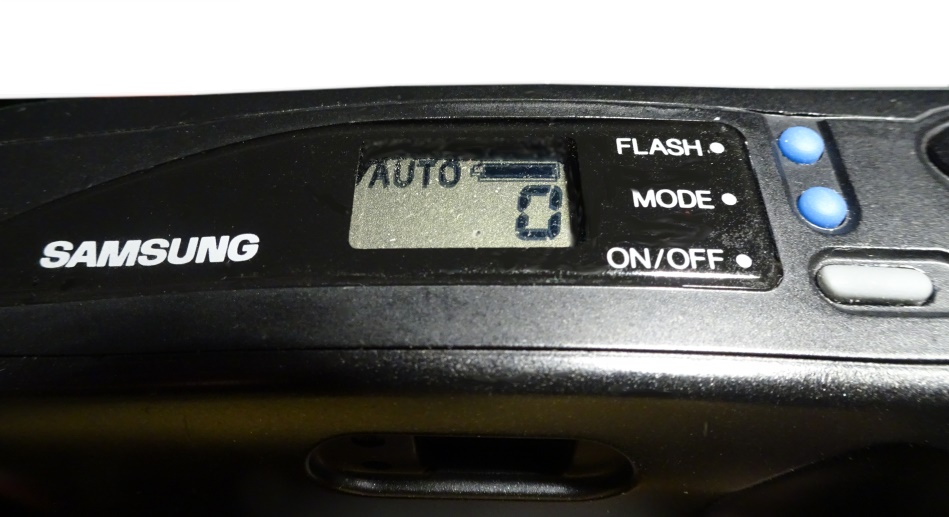 FLASH
AUTO
MODE
0
SAMSUNG
ON/OFF